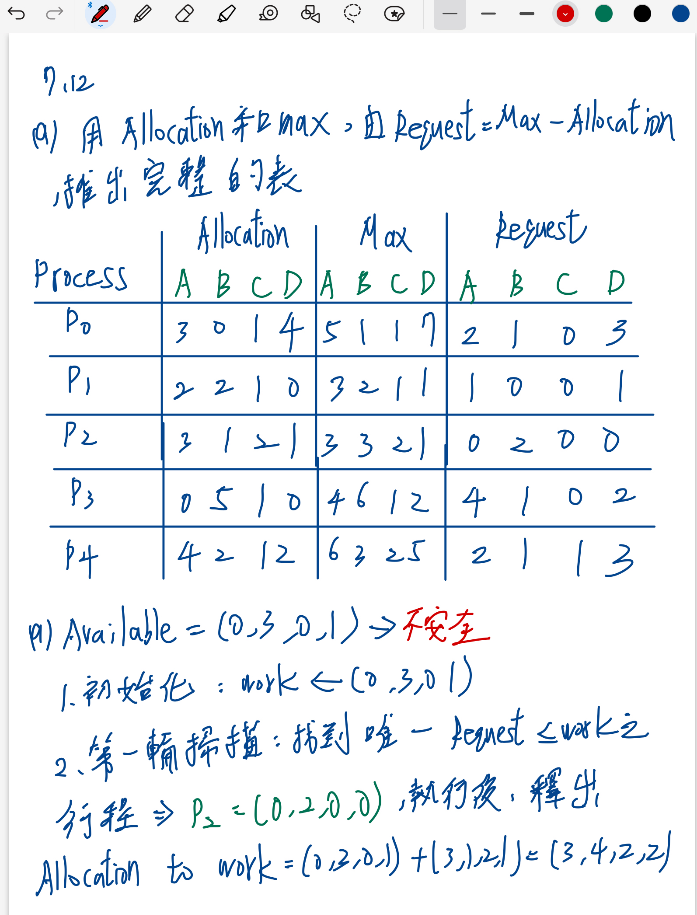 7.12
(a) 用 Allocation 和 max，由 Request = Max - Allocation
,推出完整的表
Allocation Max Request
Process A B C D A B C D A B C D
P0 3 0 1 4 5 1 1 7 2 1 0 3
P1 2 2 1 0 3 2 1 1 1 0 0 1
P2 3 1 2 1 3 3 2 1 0 2 0 0
P3 0 5 1 0 4 6 1 2 4 1 0 2
P4 4 2 1 2 6 3 2 5 2 1 1 3
(a) Available = (0,3,0,1) → 不安全
1. 初始化：work ← (0,3,0 1)
2、第一輪掃描：找到唯一 Request ≤ work 之
行程 ⇒ P2 = (0,2,0,0) ,執行後，釋出
Allocation to work = (0,3,0,1) + (3,1,2,1) = (3,4,2,2)